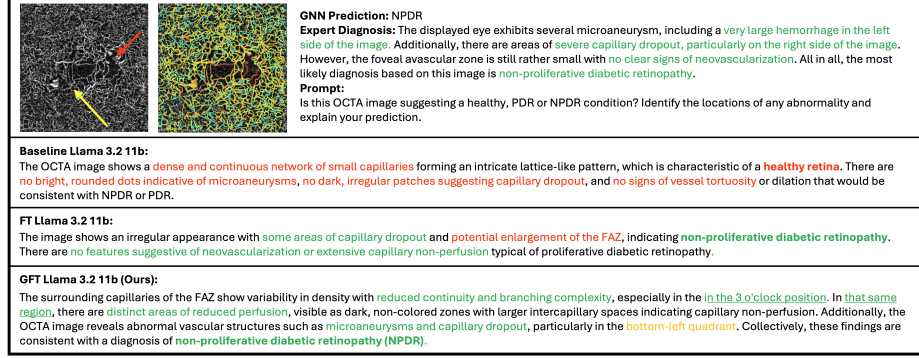 GNN Prediction: NPDR
Expert Diagnosis: The displayed eye exhibits several microaneurysm, including a very large hemorrhage in the left
side of the image. Additionally, there are areas of severe capillary dropout, particularly on the right side of the image.
However, the foveal avascular zone is still rather small with no clear signs of neovascularization. All in all, the most
likely diagnosis based on this image is non-proliferative diabetic retinopathy.
Prompt:
Is this OCTA image suggesting a healthy, PDR or NPDR condition? Identify the locations of any abnormality and
explain your prediction.
Baseline Llama 3.2 11b:
The OCTA image shows a dense and continuous network of small capillaries forming an intricate lattice-like pattern, which is characteristic of a healthy retina. There are
no bright, rounded dots indicative of microaneurysms, no dark, irregular patches suggesting capillary dropout, and no signs of vessel tortuosity or dilation that would be
consistent with NPDR or PDR.
FT Llama 3.2 11b:
The image shows an irregular appearance with some areas of capillary dropout and potential enlargement of the FAZ, indicating non-proliferative diabetic retinopathy.
There are no features suggestive of neovascularization or extensive capillary non-perfusion typical of proliferative diabetic retinopathy.
GFT Llama 3.2 11b (Ours):
The surrounding capillaries of the FAZ show variability in density with reduced continuity and branching complexity, especially in the in the 3 o'clock position. In that same
region, there are distinct areas of reduced perfusion, visible as dark, non-colored zones with larger intercapillary spaces indicating capillary non-perfusion. Additionally, the
OCTA image reveals abnormal vascular structures such as microaneurysms and capillary dropout, particularly in the bottom-left quadrant. Collectively, these findings are
consistent with a diagnosis of non-proliferative diabetic retinopathy (NPDR).